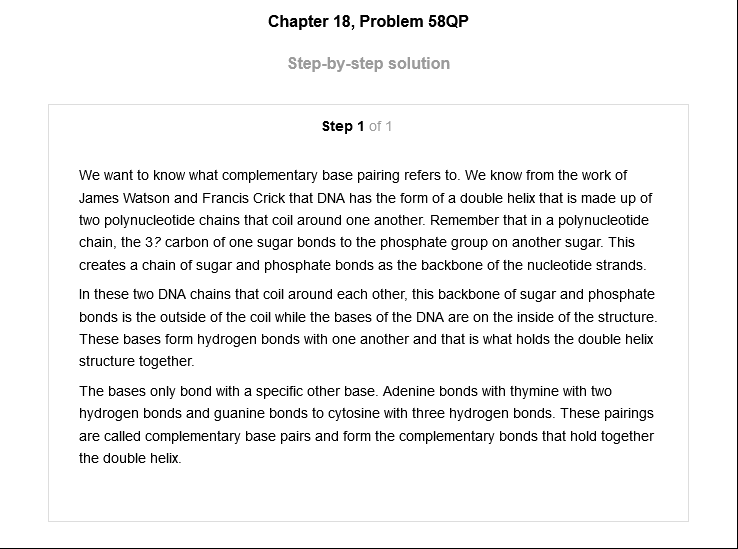 Chapter 18, Problem 58QP
Step-by-step solution
Step 1 of 1
We want to know what complementary base pairing refers to. We know from the work of
James Watson and Francis Crick that DNA has the form of a double helix that is made up of
two polynucleotide chains that coil around one another. Remember that in a polynucleotide
chain, the 3? carbon of one sugar bonds to the phosphate group on another sugar. This
creates a chain of sugar and phosphate bonds as the backbone of the nucleotide strands.
In these two DNA chains that coil around each other, this backbone of sugar and phosphate
bonds is the outside of the coil while the bases of the DNA are on the inside of the structure.
These bases form hydrogen bonds with one another and that is what holds the double helix
structure together.
The bases only bond with a specific other base. Adenine bonds with thymine with two
hydrogen bonds and guanine bonds to cytosine with three hydrogen bonds. These pairings
are called complementary base pairs and form the complementary bonds that hold together
the double helix.